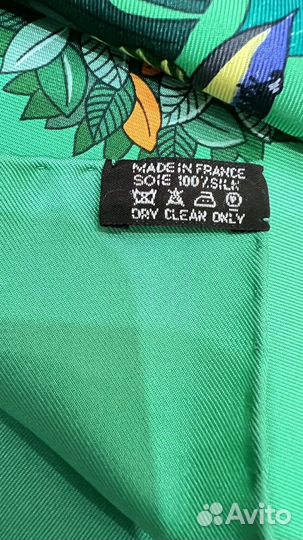 MADE IN FRANCE
SOIE 100% SILK
DRY CLEAN ONLY
Avito